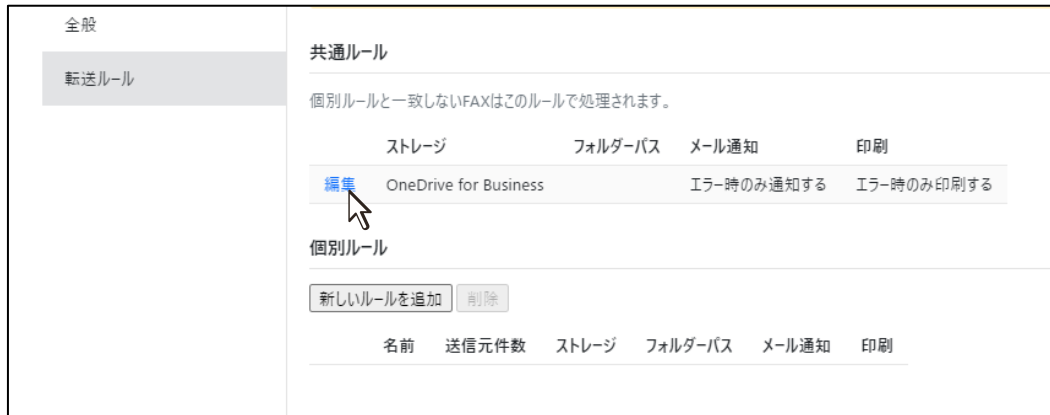 全般
転送ルール
共通ルール
個別ルールと一致しないFAXはこのルールで処理されます。
ストレージ フォルダーパス メール通知 印刷
編集 OneDrive for Business エラー時のみ通知する エラー時のみ印刷する
個別ルール
新しいルールを追加 削除
名前 送信元件数 ストレージ フォルダーパス メール通知 印刷